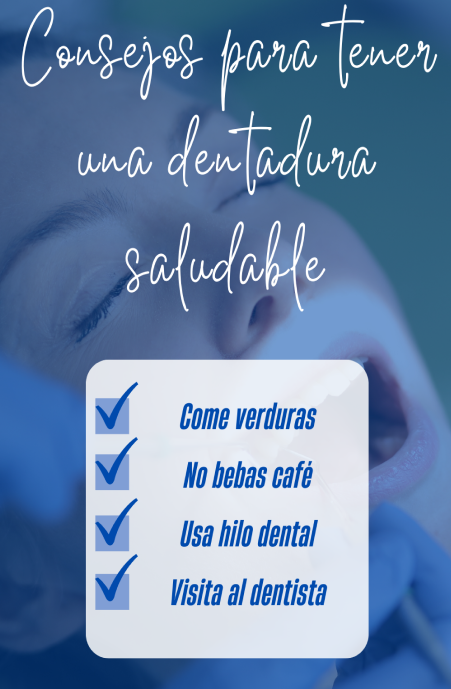 Consejos para tener
una dentadura
saludable
Come verduras
No bebas café
Usa hilo dental
Visita al dentista